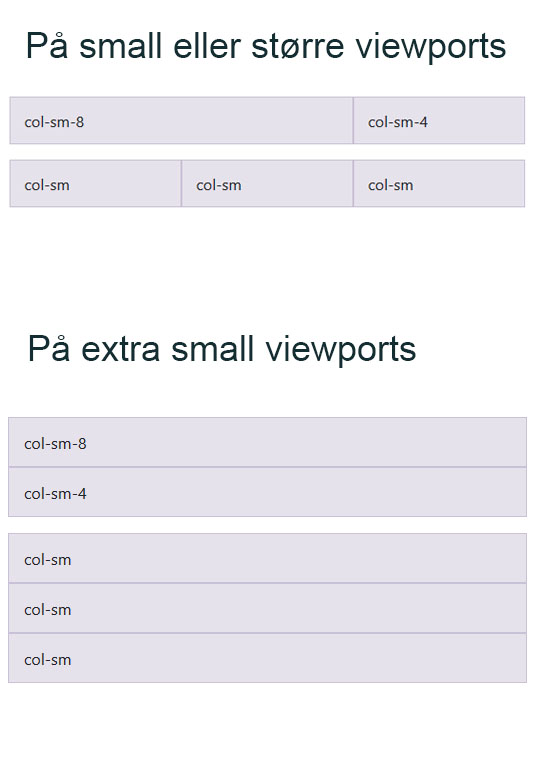 På small eller større viewports
col-sm-8 col-sm-4
col-sm col-sm col-sm
På extra small viewports
col-sm-8
col-sm-4
col-sm
col-sm
col-sm